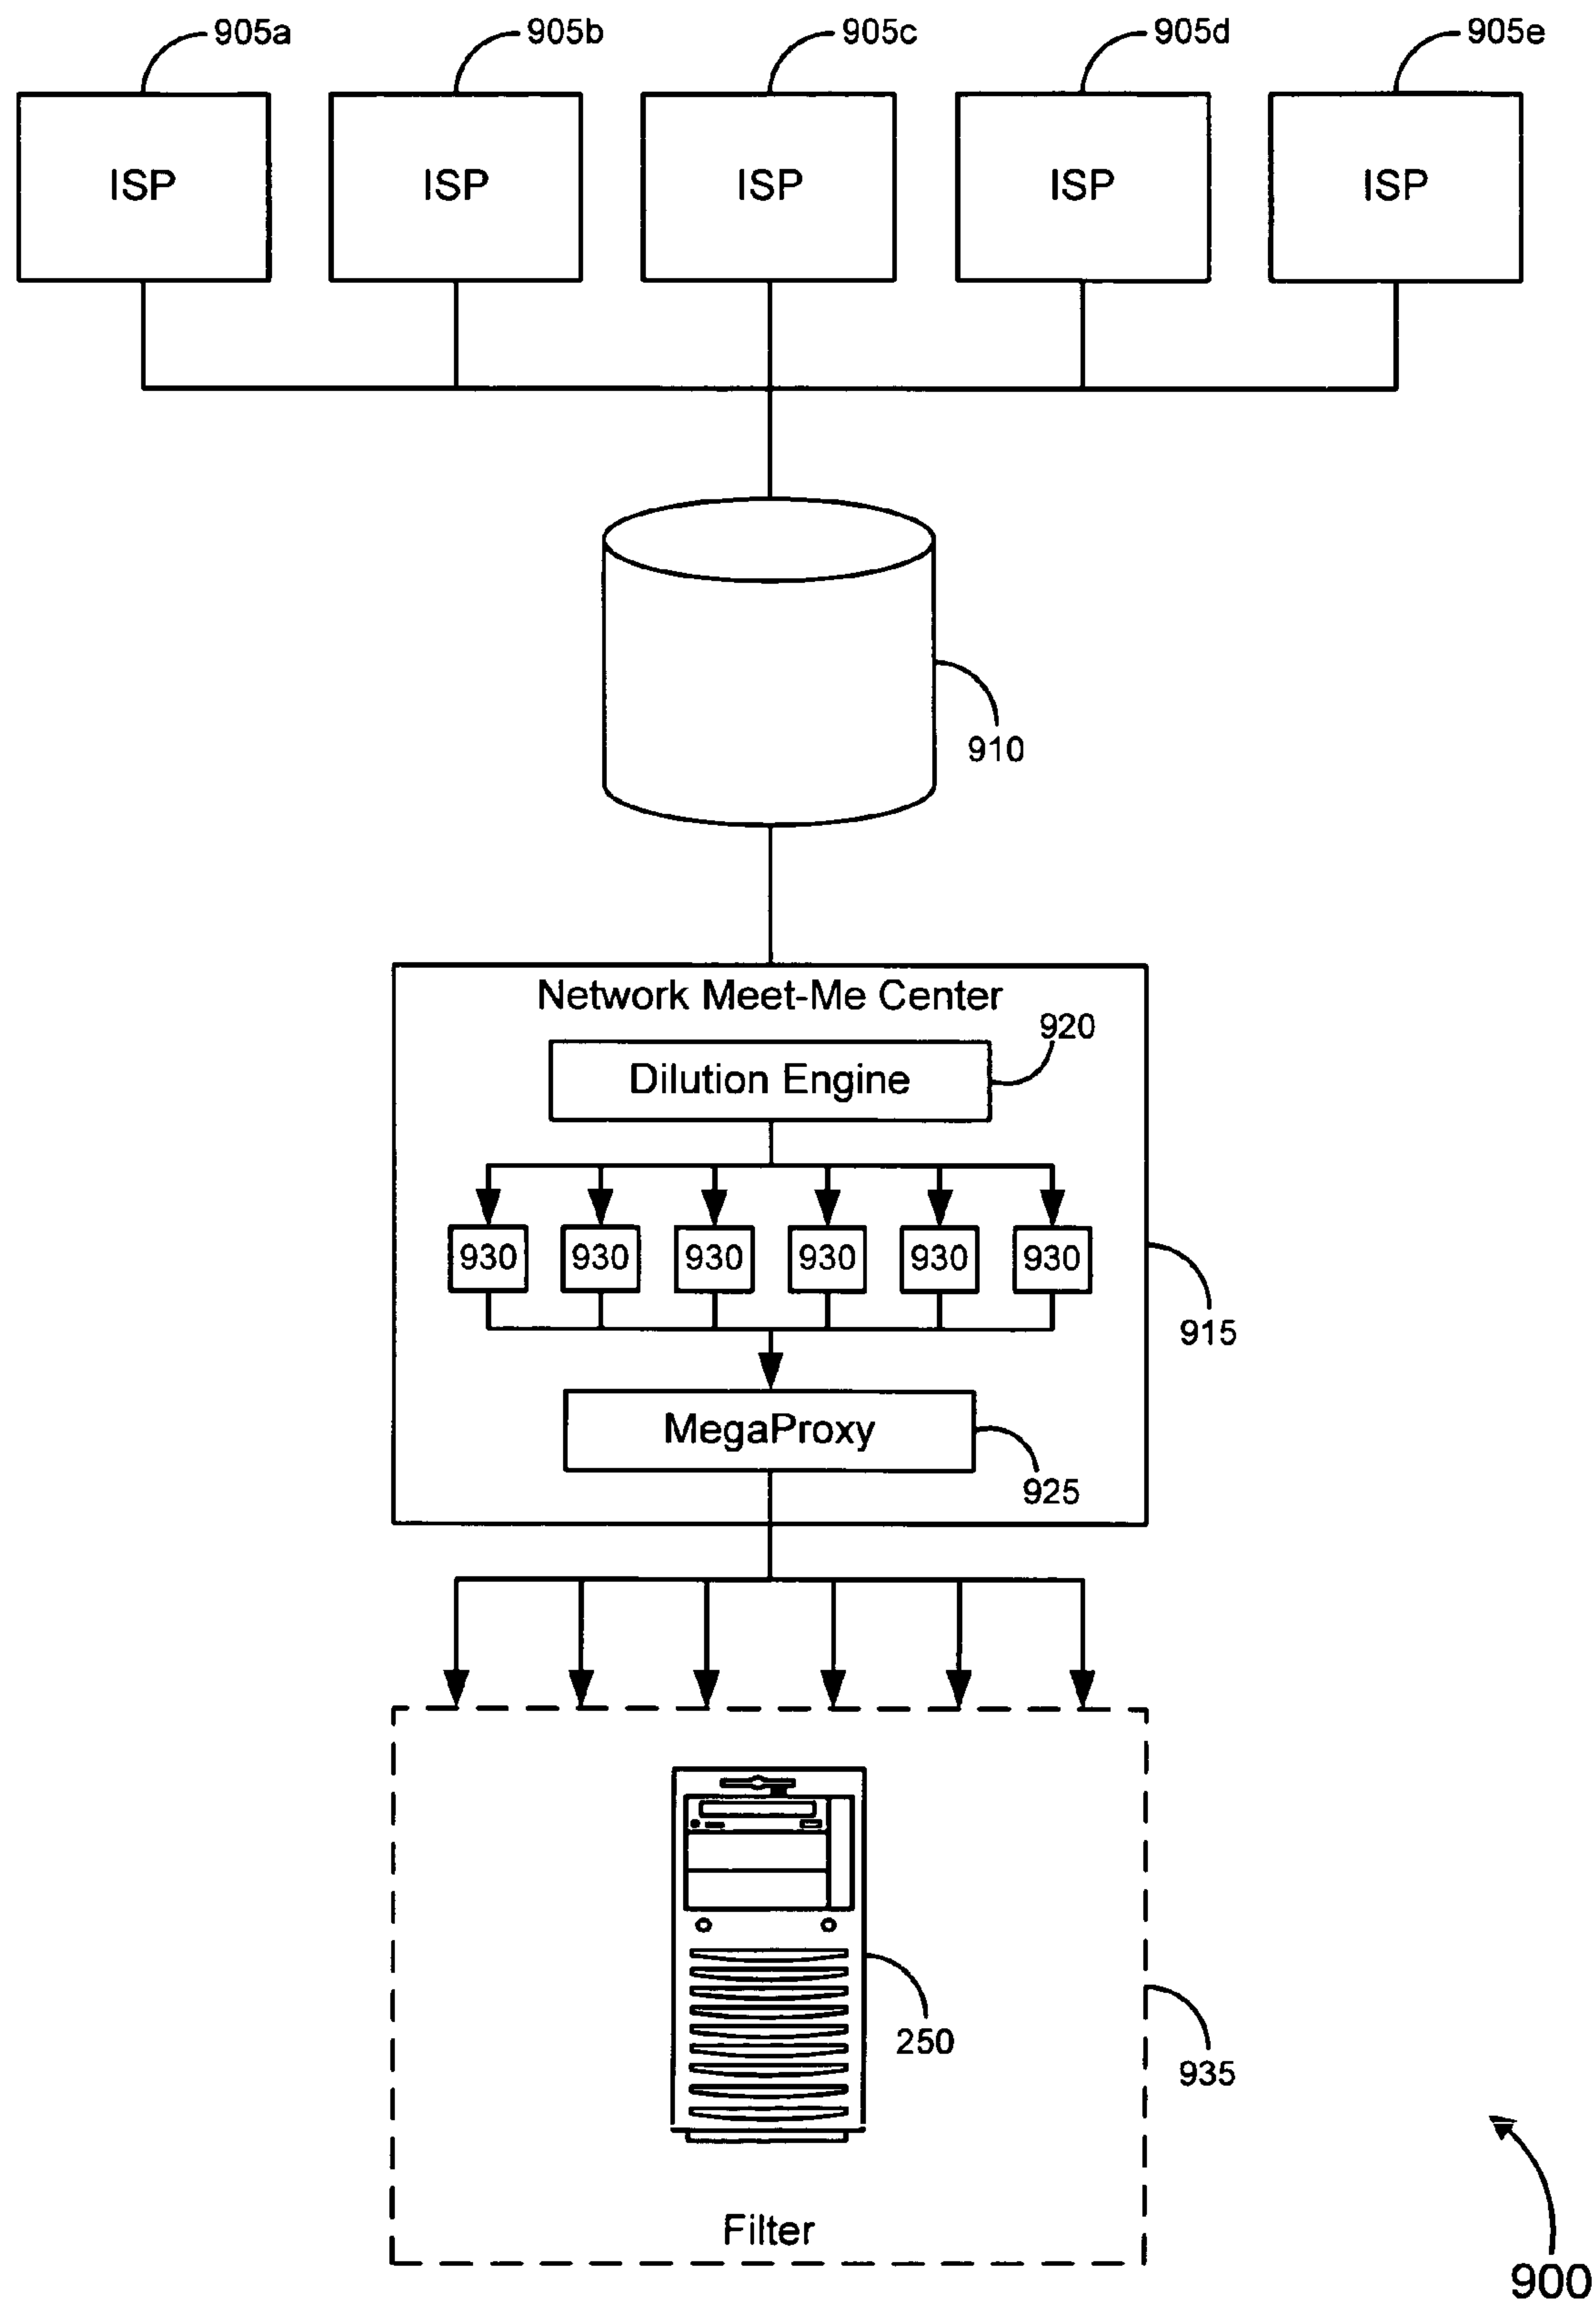 905a 905b 905c 905d 905e
ISP ISP ISP ISP ISP
910
Network Meet-Me Center
920
Dilution Engine
930 930 930 930 930 930
915
MegaProxy
925
250
935
Filter
900